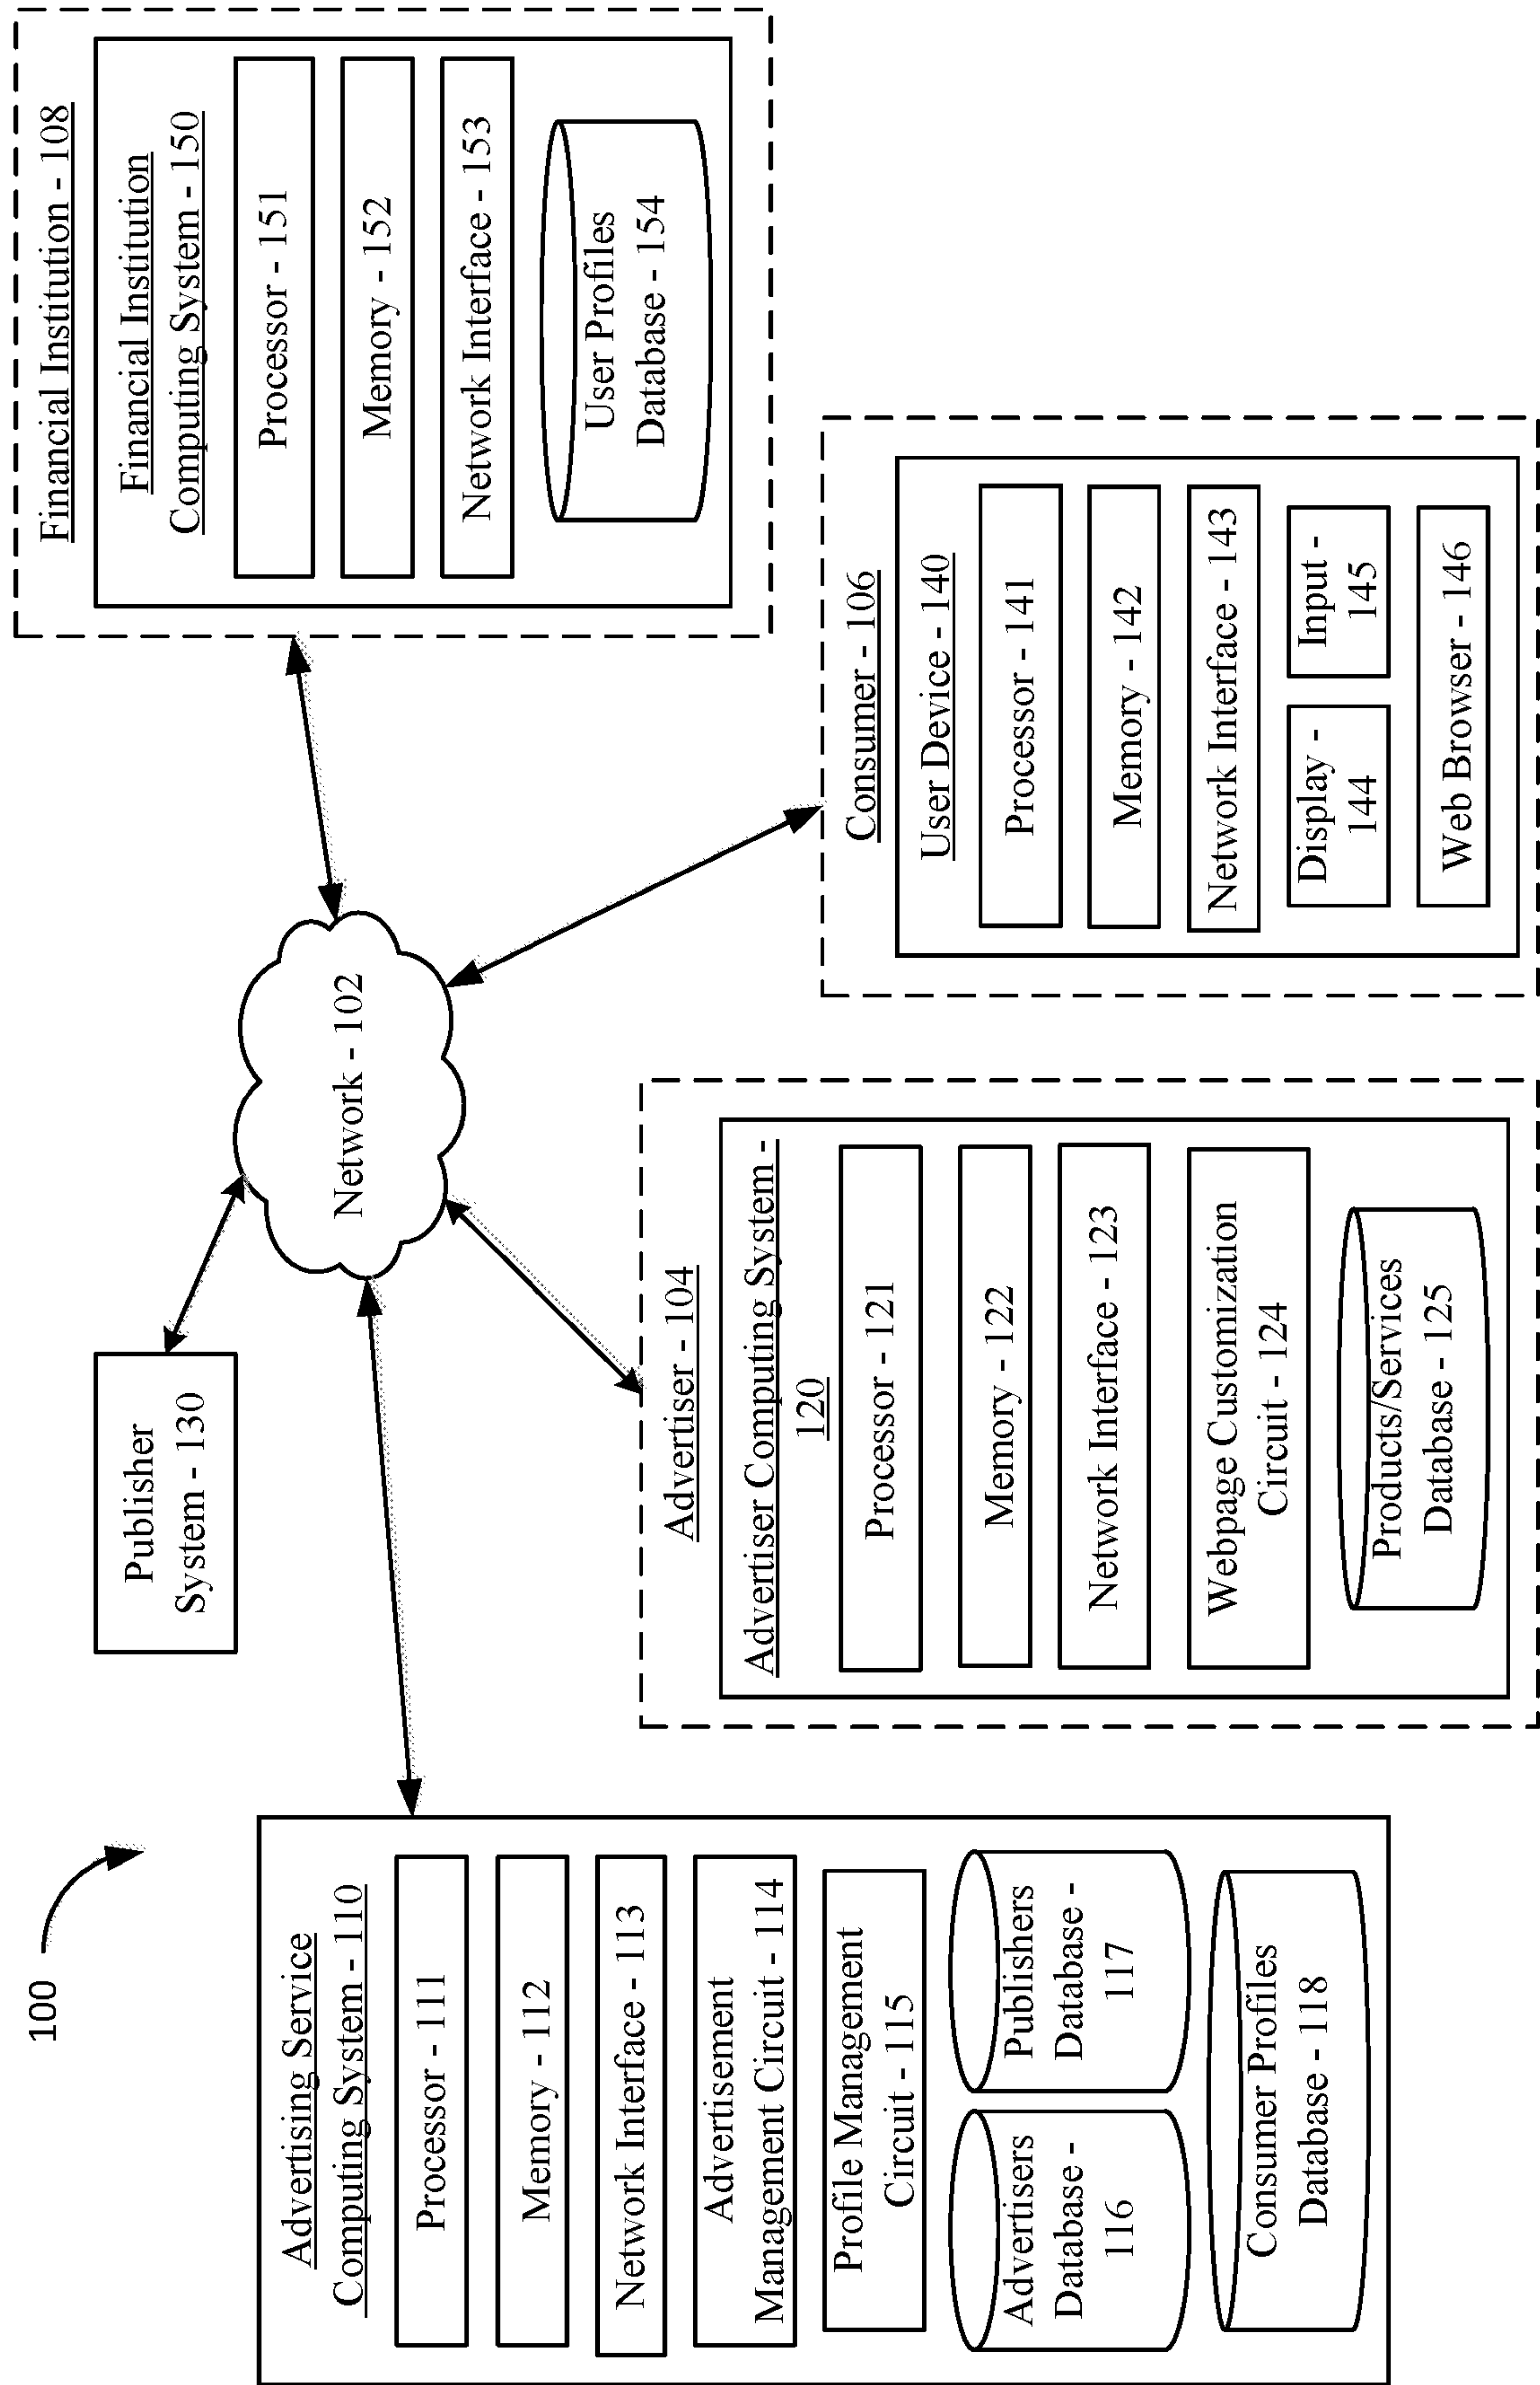 100
Advertising Service
Computing System - 110
Processor - 111
Memory - 112
Network Interface - 113
Advertisement
Management Circuit - 114
Profile Management
Circuit - 115
Advertisers
Database -
116
Publishers
Database -
117
Consumer Profiles
Database - 118
Publisher
System - 130
Network - 102
Advertiser - 104
Advertiser Computing System -
120
Processor - 121
Memory - 122
Network Interface - 123
Webpage Customization
Circuit - 124
Products/Services
Database - 125
Consumer - 106
User Device - 140
Processor - 141
Memory - 142
Network Interface - 143
Display -
144
Input -
145
Web Browser - 146
Financial Institution - 108
Financial Institution
Computing System - 150
Processor - 151
Memory - 152
Network Interface - 153
User Profiles
Database - 154